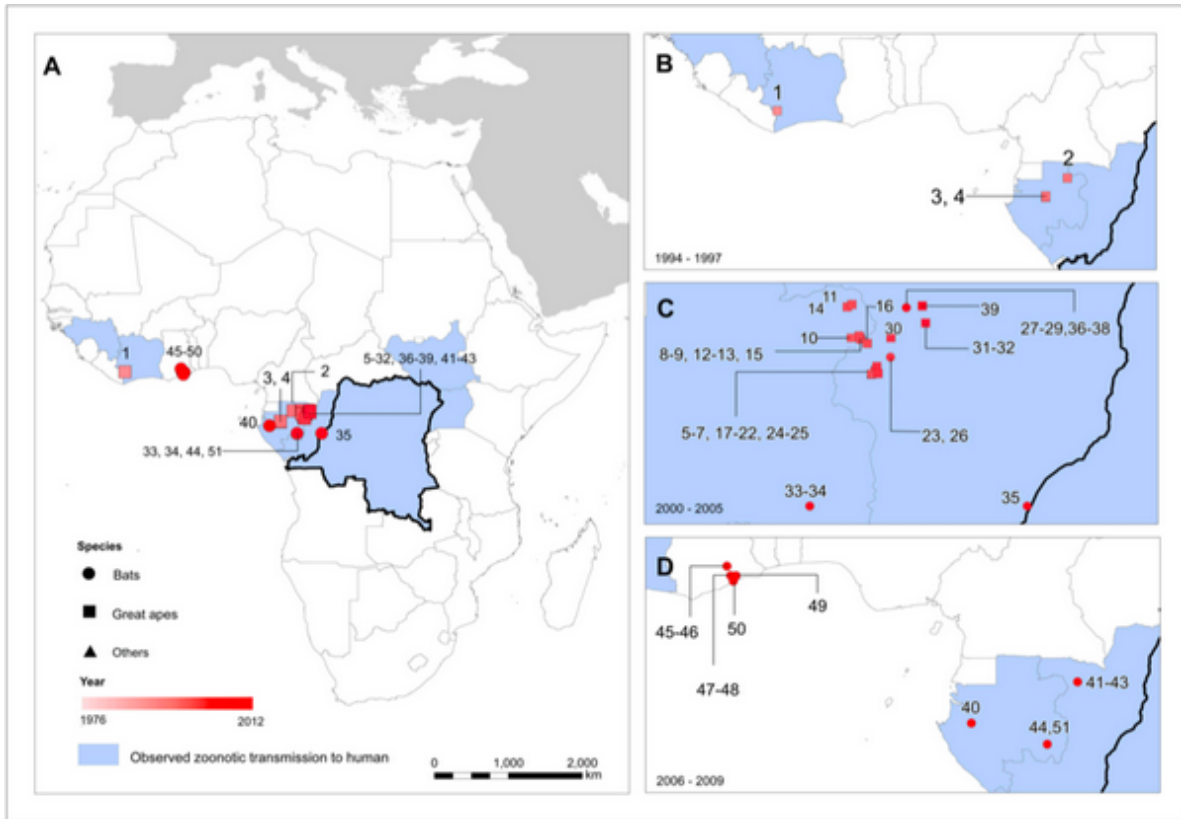 A
1
45-50
5-32, 36-39, 41-43
3, 4
2
40
35
33, 34, 44, 51
Species
Bats
Great apes
Others
Year
1976
2012
Observed zoonotic transmission to human
0
1,000
2,000
km
B
1
2
3, 4
1994 - 1997
C
11
14
16
39
27-29,36-38
10
30
31-32
8-9, 12-13, 15
5-7, 17-22, 24-25
23, 26
33-34
35
2000 - 2005
D
49
45-46
50
47-48
41-43
40
44,51
2006 - 2009